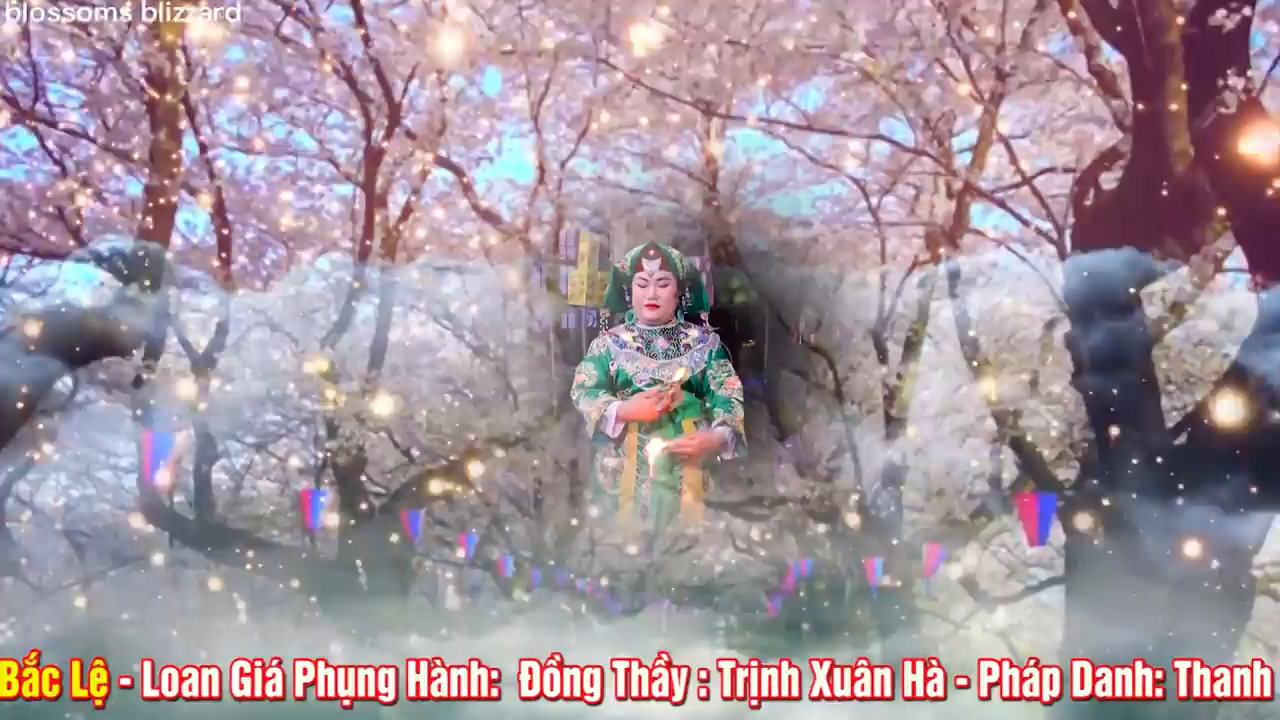 blossoms blizzard
Bắc Lệ - Loan Giá Phụng Hành: Đồng Thầy : Trịnh Xuân Hà - Pháp Danh: Thanh